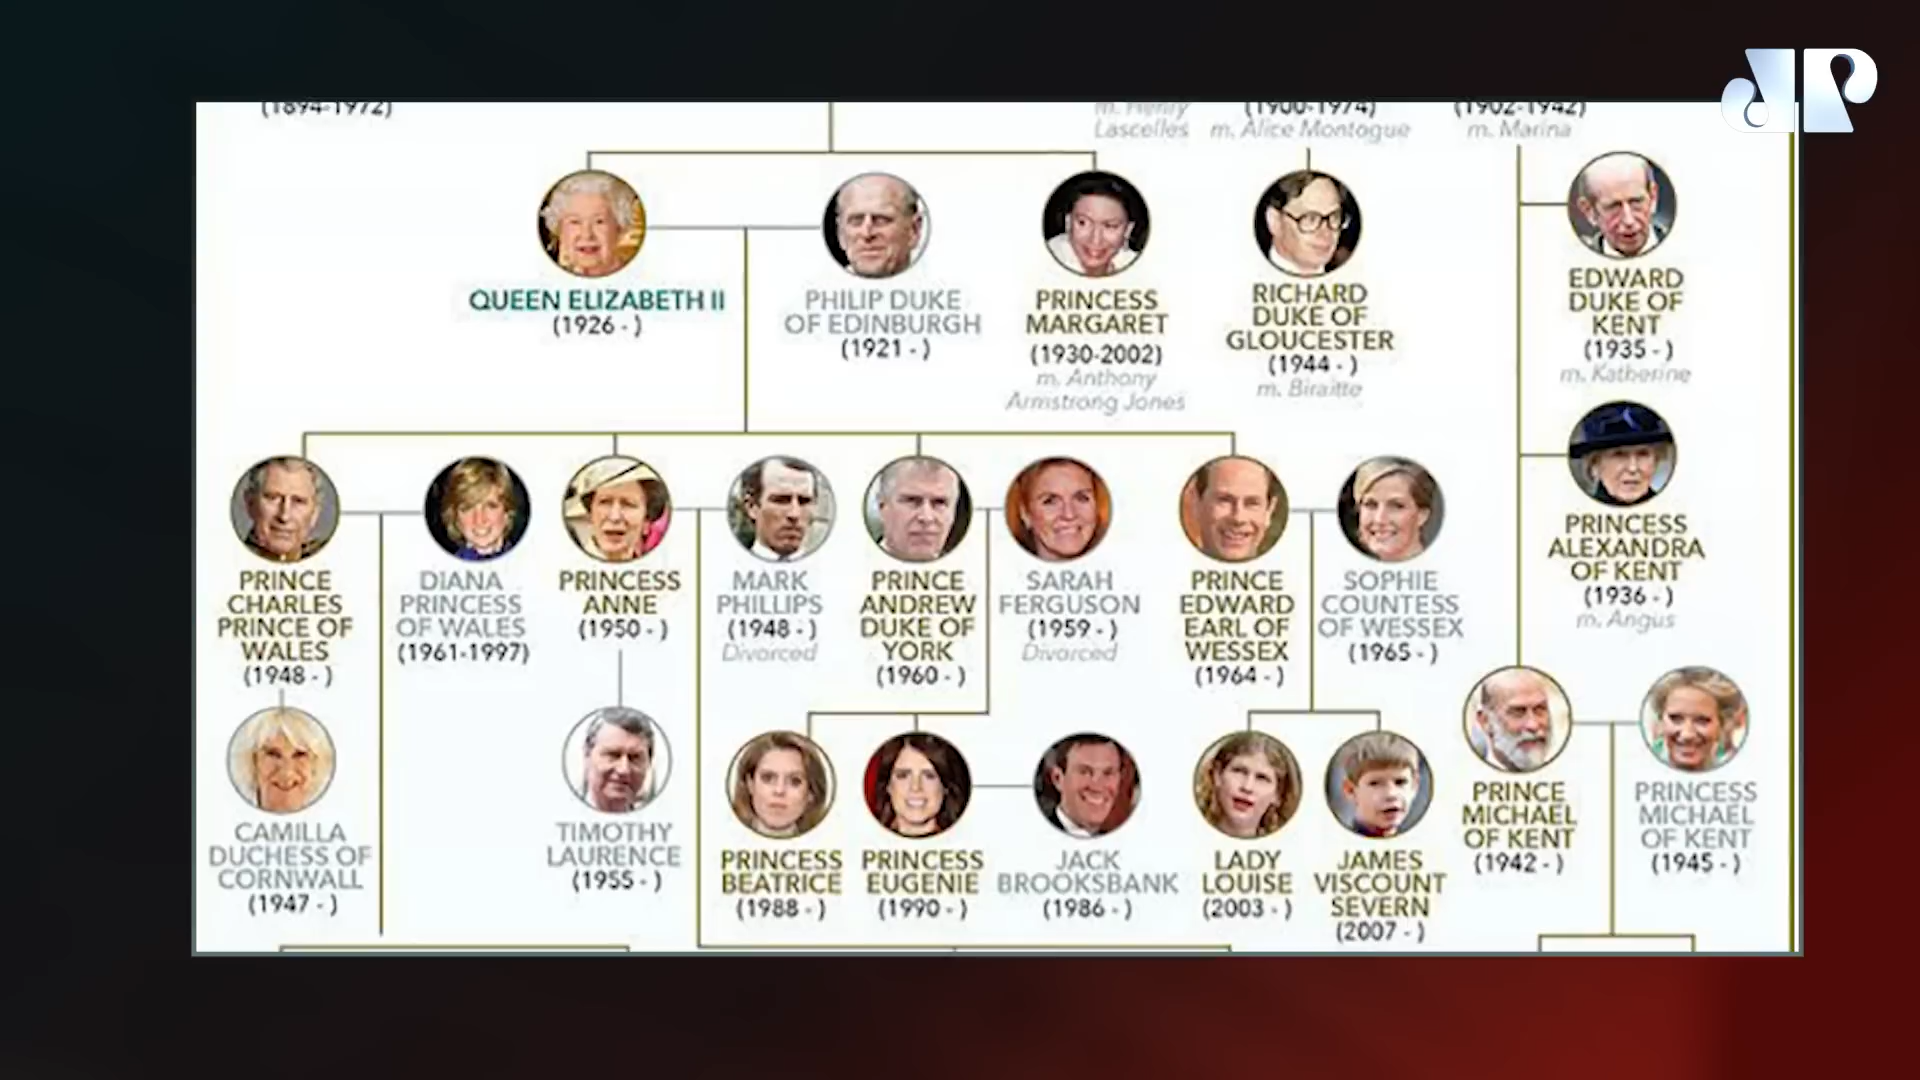 JP
(1894-1972)
m. Henry
Lascelles
(1900-1974)
m. Alice Montogue
(1902-1942)
m. Marina
QUEEN ELIZABETH II
(1926 - )
PHILIP DUKE
OF EDINBURGH
(1921 - )
PRINCESS
MARGARET
(1930-2002)
m. Anthony
Armstrong Jones
RICHARD
DUKE OF
GLOUCESTER
(1944 - )
m. Biraitte
EDWARD
DUKE OF
KENT
(1935 - )
m. Katherine
PRINCESS
ALEXANDRA
OF KENT
(1936 - )
m. Angus
PRINCE
CHARLES
PRINCE OF
WALES
(1948 - )
DIANA
PRINCESS
OF WALES
(1961-1997)
PRINCESS
ANNE
(1950 - )
MARK
PHILLIPS
(1948 - )
Divorced
PRINCE
ANDREW
DUKE OF
YORK
(1960 - )
SARAH
FERGUSON
(1959 - )
Divorced
PRINCE
EDWARD
EARL OF
WESSEX
(1964 - )
SOPHIE
COUNTESS
OF WESSEX
(1965 - )
CAMILLA
DUCHESS OF
CORNWALL
(1947 - )
TIMOTHY
LAURENCE
(1955 - )
PRINCESS
BEATRICE
(1988 - )
PRINCESS
EUGENIE
(1990 - )
JACK
BROOKSBANK
(1986 - )
LADY
LOUISE
(2003 - )
JAMES
VISCOUNT
SEVERN
(2007 - )
PRINCE
MICHAEL
OF KENT
(1942 - )
PRINCESS
MICHAEL
OF KENT
(1945 - )